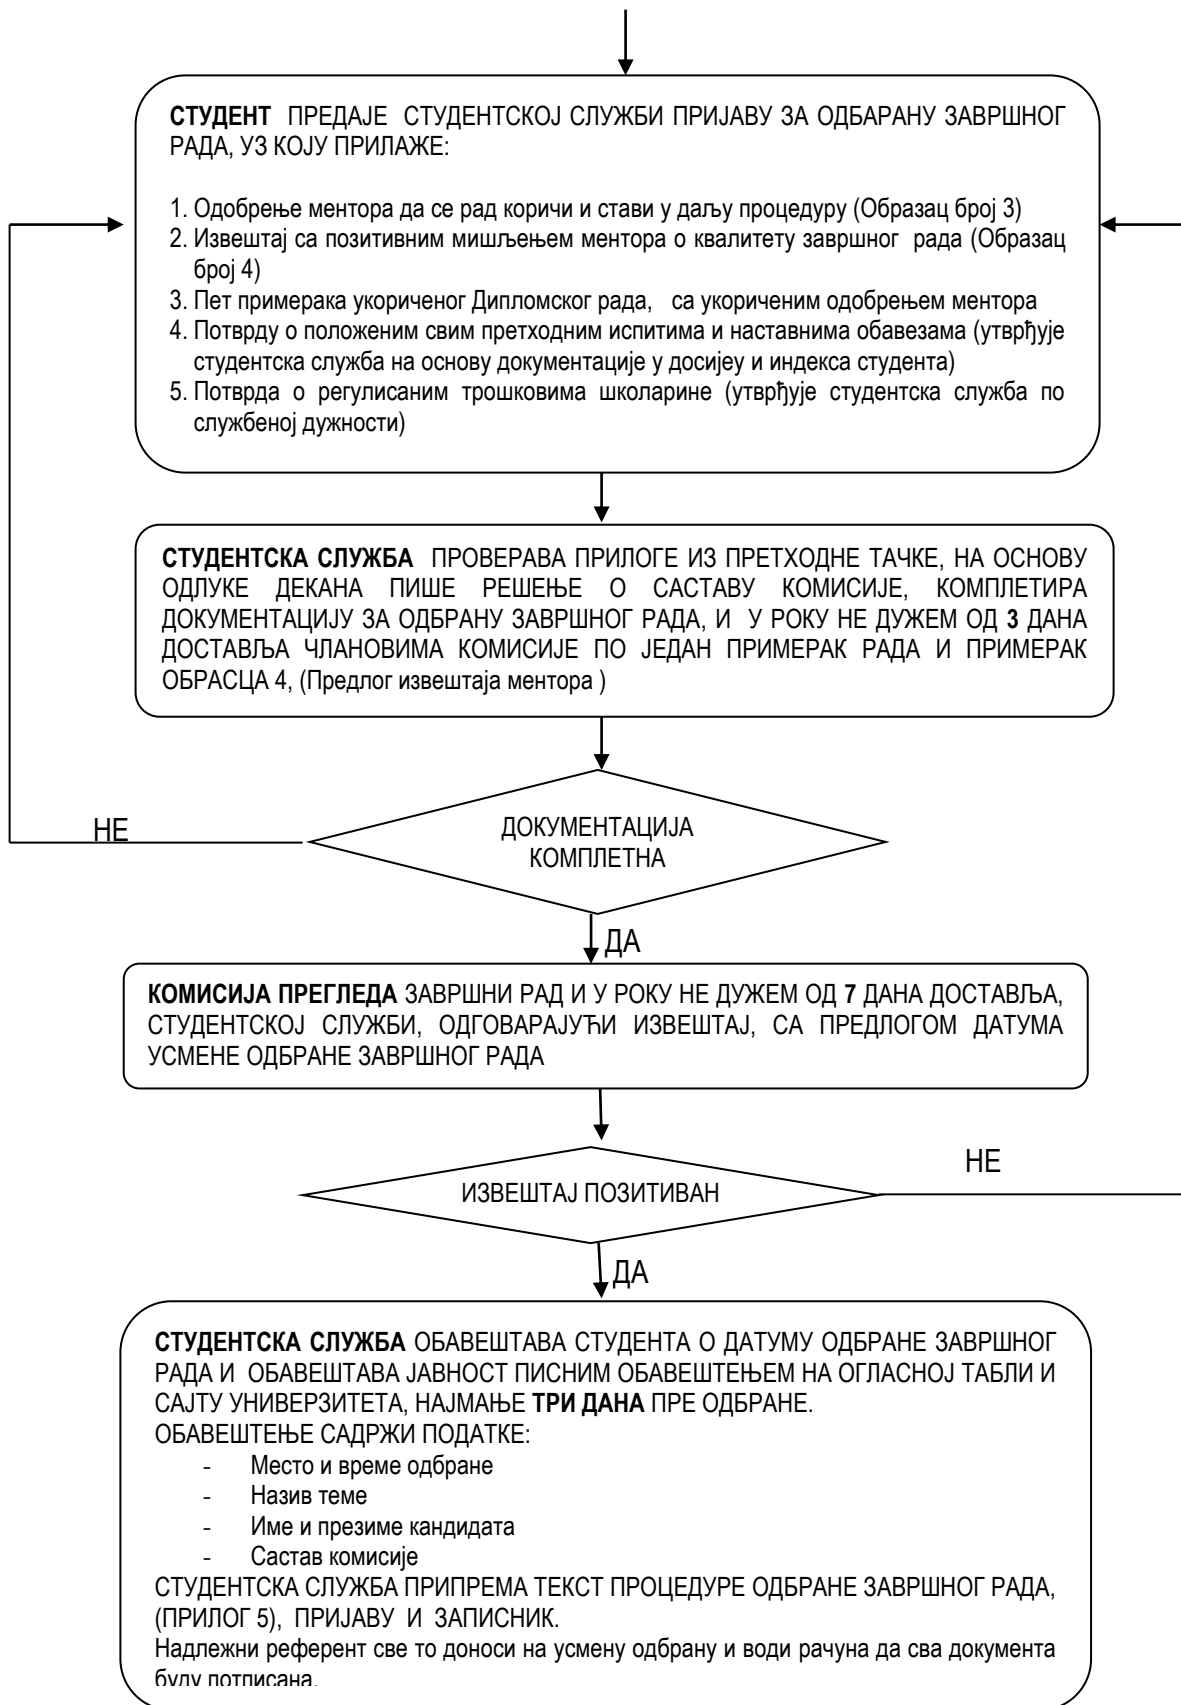 СТУДЕНТ ПРЕДАЈЕ СТУДЕНТСКОЈ СЛУЖБИ ПРИЈАВУ ЗА ОДБАРАНУ ЗАВРШНОГ
РАДА, УЗ КОЈУ ПРИЛАЖЕ:
1. Одобрење ментора да се рад коричи и стави у даљу процедуру (Образац број 3)
2. Извештај са позитивним мишљењем ментора о квалитету завршног рада (Образац
број 4)
3. Пет примерака укориченог Дипломског рада, са укориченим одобрењем ментора
4. Потврду о положеним свим претходним испитима и наставнима обавезама (утврђује
студентска служба на основу документације у досијеу и индекса студента)
5. Потврда о регулисаним трошковима школарине (утврђује студентска служба по
службеној дужности)
СТУДЕНТСКА СЛУЖБА ПРОВЕРАВА ПРИЛОГЕ ИЗ ПРЕТХОДНЕ ТАЧКЕ, НА ОСНОВУ
ОДЛУКЕ ДЕКАНА ПИШЕ РЕШЕЊЕ О САСТАВУ КОМИСИЈЕ, КОМПЛЕТИРА
ДОКУМЕНТАЦИЈУ ЗА ОДБРАНУ ЗАВРШНОГ РАДА, И У РОКУ НЕ ДУЖЕМ ОД 3 ДАНА
ДОСТАВЉА ЧЛАНОВИМА КОМИСИЈЕ ПО ЈЕДАН ПРИМЕРАК РАДА И ПРИМЕРАК
ОБРАСЦА 4, (Предлог извештаја ментора )
НЕ
ДОКУМЕНТАЦИЈА
КОМПЛЕТНА
ДА
КОМИСИЈА ПРЕГЛЕДА ЗАВРШНИ РАД И У РОКУ НЕ ДУЖЕМ ОД 7 ДАНА ДОСТАВЉА,
СТУДЕНТСКОЈ СЛУЖБИ, ОДГОВАРАЈУЋИ ИЗВЕШТАЈ, СА ПРЕДЛОГОМ ДАТУМА
УСМЕНЕ ОДБРАНЕ ЗАВРШНОГ РАДА
НЕ
ИЗВЕШТАЈ ПОЗИТИВАН
ДА
СТУДЕНТСКА СЛУЖБА ОБАВЕШТАВА СТУДЕНТА О ДАТУМУ ОДБРАНЕ ЗАВРШНОГ
РАДА И ОБАВЕШТАВА ЈАВНОСТ ПИСНИМ ОБАВЕШТЕЊЕМ НА ОГЛАСНОЈ ТАБЛИ И
САЈТУ УНИВЕРЗИТЕТА, НАЈМАЊЕ ТРИ ДАНА ПРЕ ОДБРАНЕ.
ОБАВЕШТЕЊЕ САДРЖИ ПОДАТКЕ:
- Место и време одбране
- Назив теме
- Име и презиме кандидата
- Састав комисије
СТУДЕНТСКА СЛУЖБА ПРИПРЕМА ТЕКСТ ПРОЦЕДУРЕ ОДБРАНЕ ЗАВРШНОГ РАДА,
(ПРИЛОГ 5), ПРИЈАВУ И ЗАПИСНИК.
Надлежни референт све то доноси на усмену одбрану и води рачуна да сва документа
буду потписана.